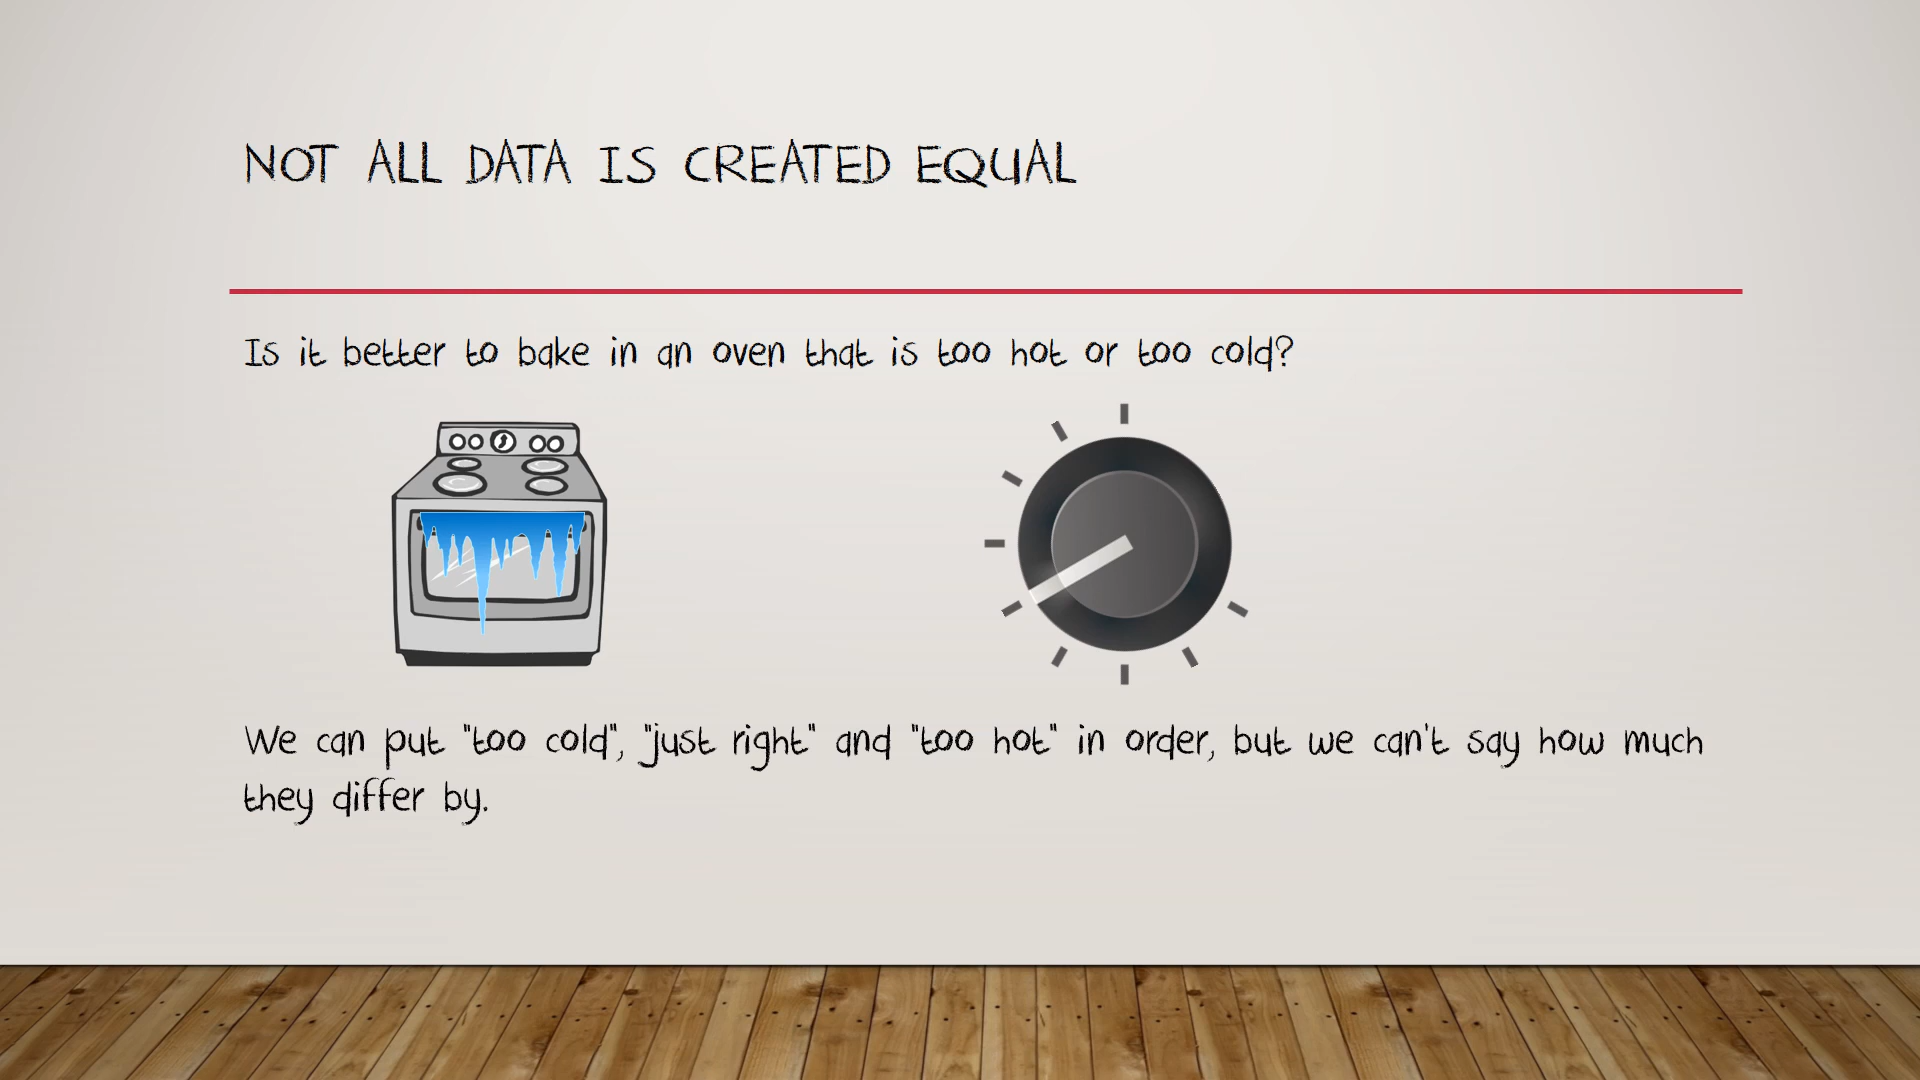 NOT ALL DATA IS CREATED EQUAL
Is it better to bake in an oven that is too hot or too cold?
We can put "too cold", "just right" and "too hot" in order, but we can't say how much
they differ by.